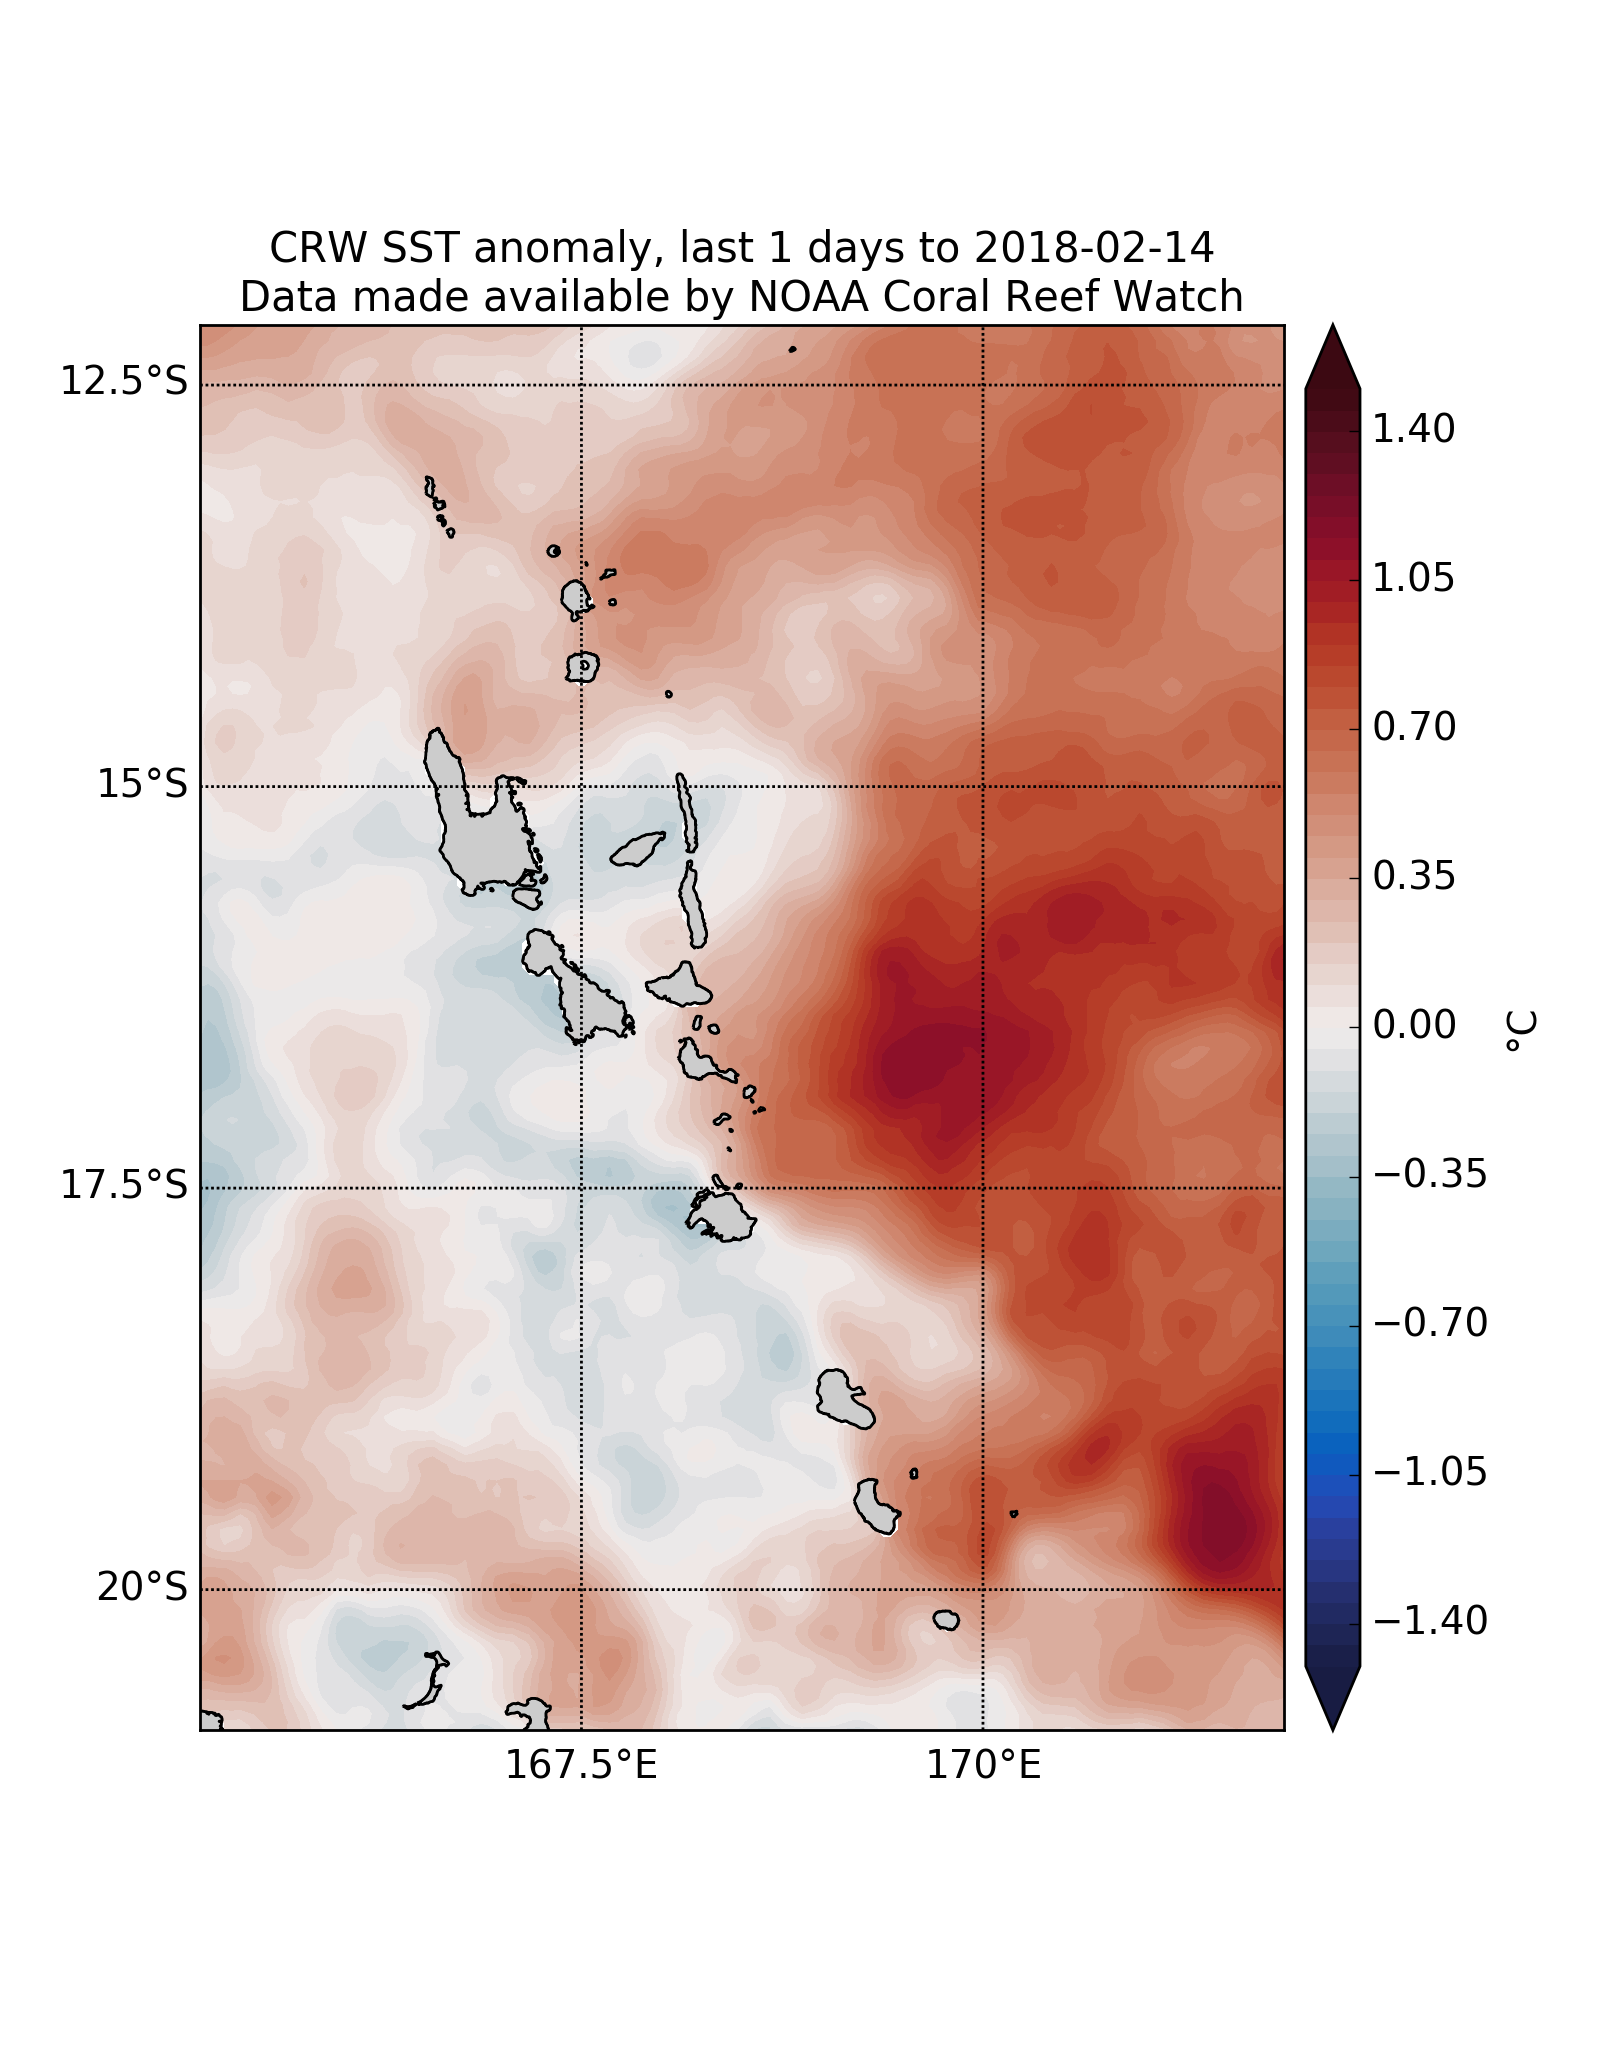 CRW SST anomaly, last 1 days to 2018-02-14
Data made available by NOAA Coral Reef Watch
12.5°S
15°S
17.5°S
20°S
167.5°E
170°E
1.40
1.05
0.70
0.35
0.00
−0.35
−0.70
−1.05
−1.40
°C